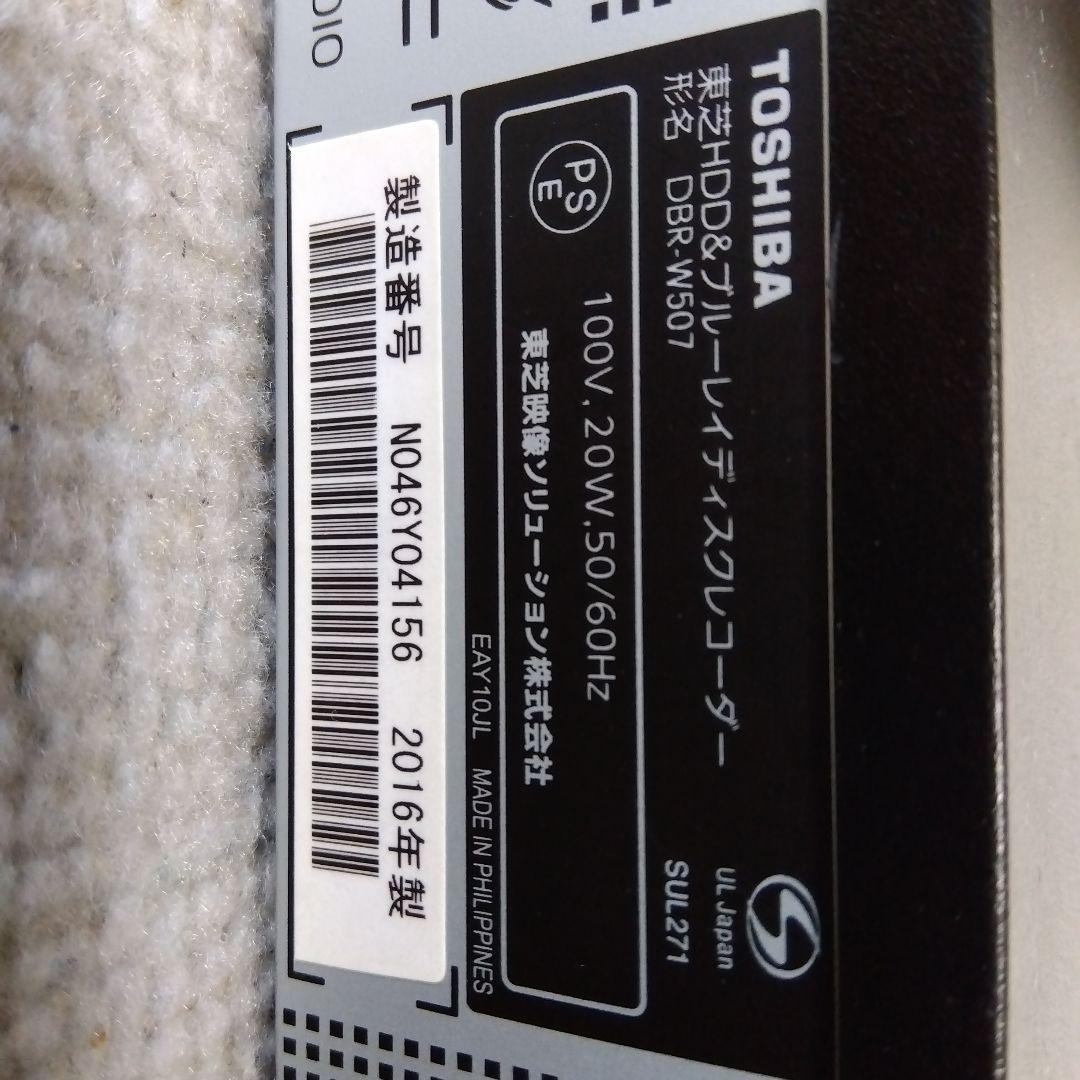 TOSHIBA
東芝HDD&ブルーレイディスクレコーダー
形名 DBR-W507
UL Japan
SUL271
PS
E
100V, 20W, 50/60Hz
東芝映像ソリューション株式会社
EAY10JL MADE IN PHILIPPINES
製造番号 N046Y04156 2016年製